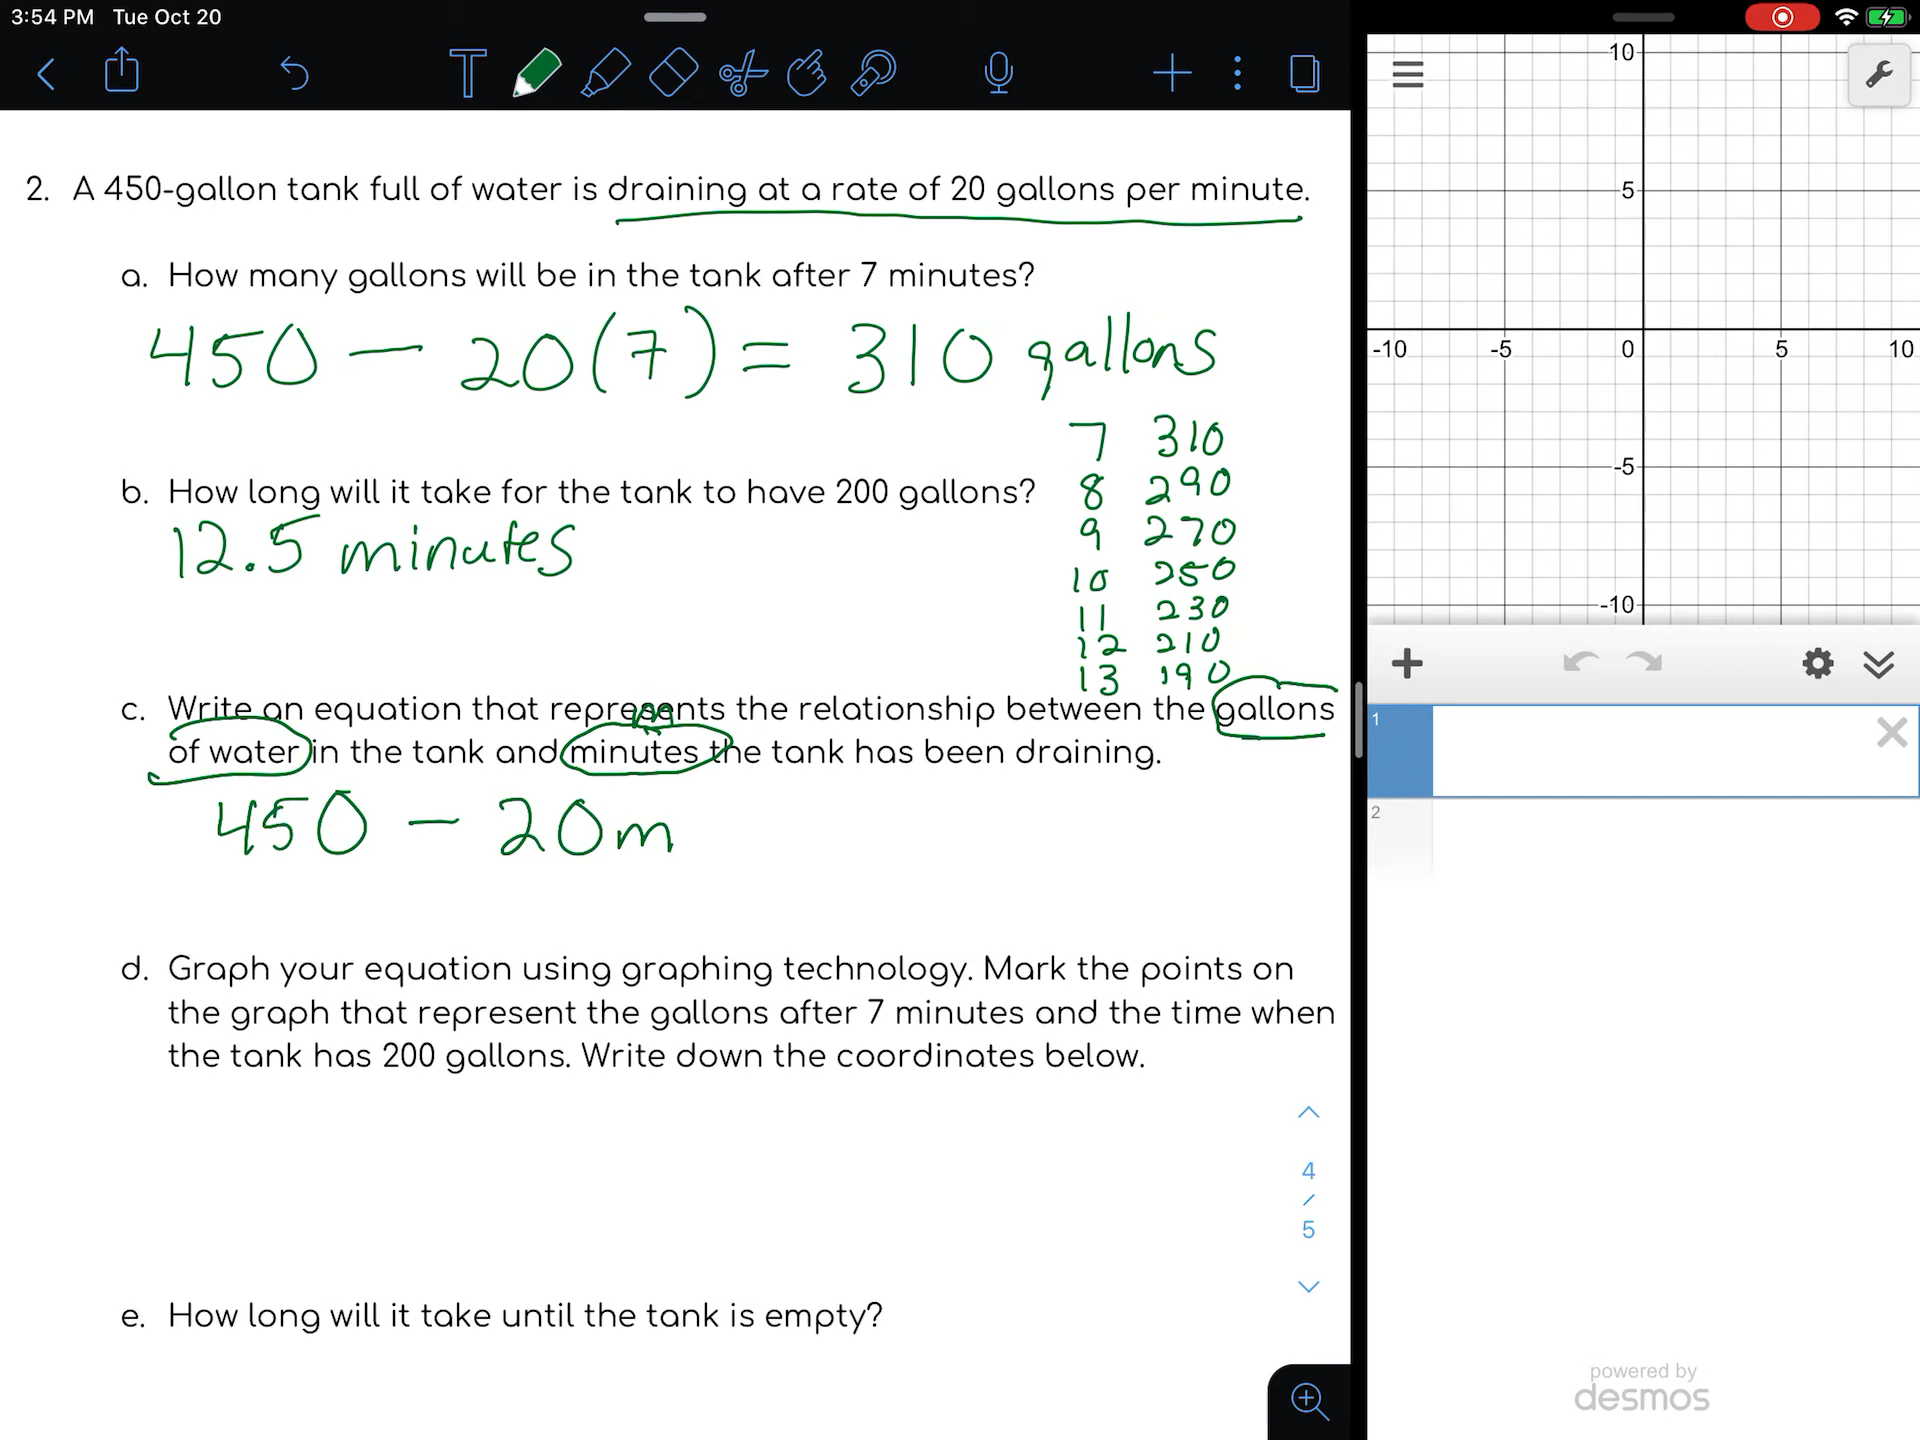 3:54 PM Tue Oct 20
2. A 450-gallon tank full of water is draining at a rate of 20 gallons per minute.
a. How many gallons will be in the tank after 7 minutes?
450 - 20(7) = 310 gallons
7 310
b. How long will it take for the tank to have 200 gallons?
8 290
12.5 minutes
9 270
10 250
11 230
12 210
13 190
c. Write an equation that represents the relationship between the gallons
m
of water in the tank and minutes the tank has been draining.
450 - 20m
d. Graph your equation using graphing technology. Mark the points on
the graph that represent the gallons after 7 minutes and the time when
the tank has 200 gallons. Write down the coordinates below.
4
/
5
e. How long will it take until the tank is empty?
10
5
-10 -5 0 5 10
-5
-10
1
2
powered by
desmos